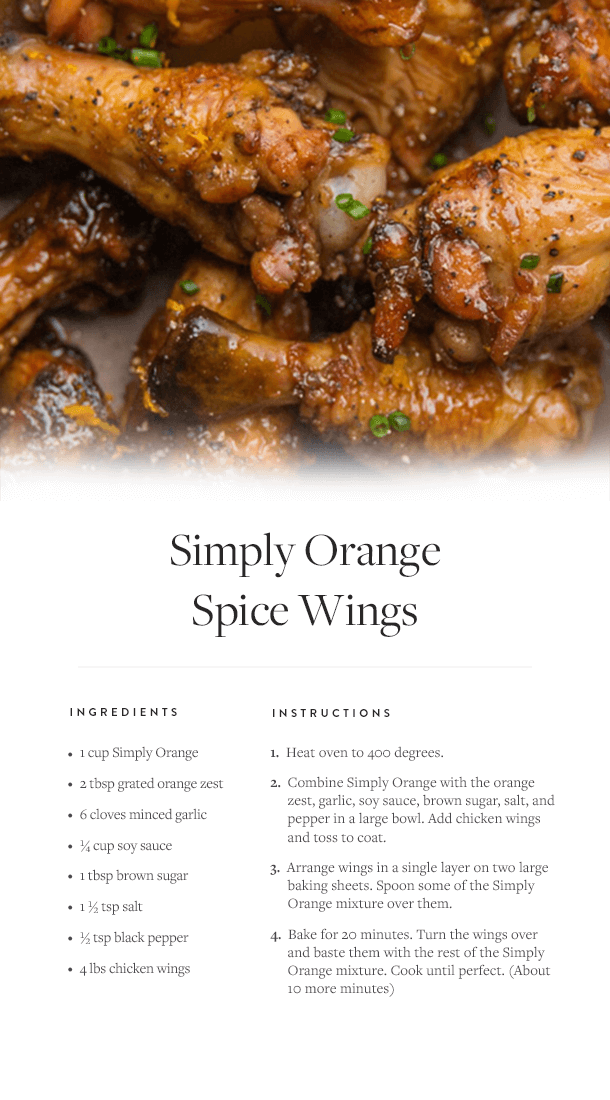 Simply Orange
Spice Wings
INGREDIENTS
• 1 cup Simply Orange
• 2 tbsp grated orange zest
• 6 cloves minced garlic
• ¼ cup soy sauce
• 1 tbsp brown sugar
• 1 ½ tsp salt
• ½ tsp black pepper
• 4 lbs chicken wings
INSTRUCTIONS
1. Heat oven to 400 degrees.
2. Combine Simply Orange with the orange
zest, garlic, soy sauce, brown sugar, salt, and
pepper in a large bowl. Add chicken wings
and toss to coat.
3. Arrange wings in a single layer on two large
baking sheets. Spoon some of the Simply
Orange mixture over them.
4. Bake for 20 minutes. Turn the wings over
and baste them with the rest of the Simply
Orange mixture. Cook until perfect. (About
10 more minutes)